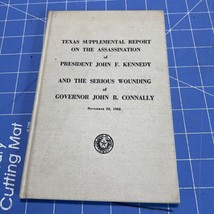 TEXAS SUPPLEMENTAL REPORT
ON THE ASSASSINATION
of
PRESIDENT JOHN F. KENNEDY
AND THE SERIOUS WOUNDING
of
GOVERNOR JOHN B. CONNALLY
November 22, 1963
Cutting Mat